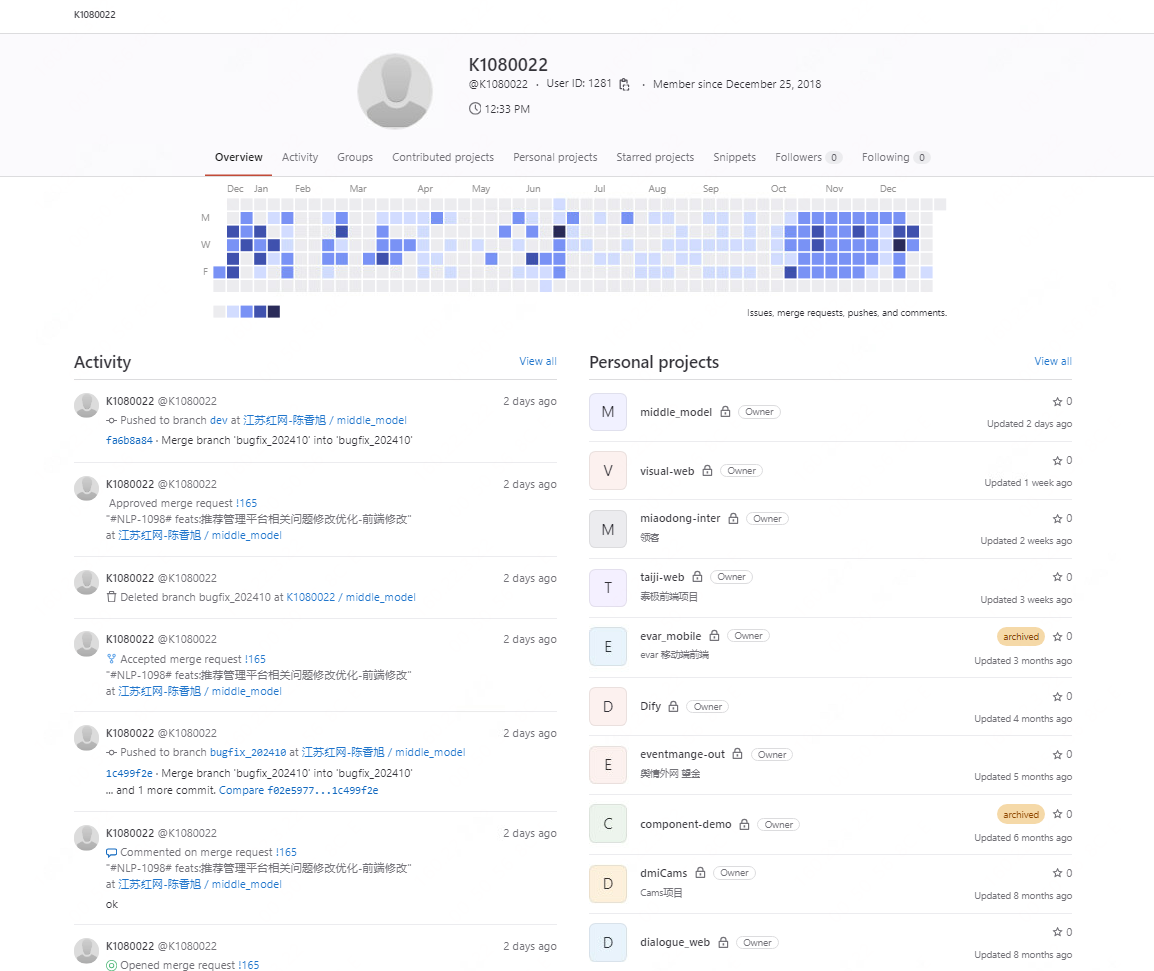 K1080022
K1080022
@K1080022 · User ID: 1281 · Member since December 25, 2018
12:33 PM
Overview Activity Groups Contributed projects Personal projects Starred projects Snippets Followers 0 Following 0
Dec Jan Feb Mar Apr May Jun Jul Aug Sep Oct Nov Dec
M
W
F
Issues, merge requests, pushes, and comments.
Activity View all
K1080022 @K1080022 2 days ago
Pushed to branch dev at 江苏红网-陈香旭 / middle_model
fa6b8a84 · Merge branch 'bugfix_202410' into 'bugfix_202410'
K1080022 @K1080022 2 days ago
Approved merge request !165
"#NLP-1098# feats:推荐管理平台相关问题修改优化-前端修改"
at 江苏红网-陈香旭 / middle_model
K1080022 @K1080022 2 days ago
Deleted branch bugfix_202410 at K1080022 / middle_model
K1080022 @K1080022 2 days ago
Accepted merge request !165
"#NLP-1098# feats:推荐管理平台相关问题修改优化-前端修改"
at 江苏红网-陈香旭 / middle_model
K1080022 @K1080022 2 days ago
Pushed to branch bugfix_202410 at 江苏红网-陈香旭 / middle_model
1c499f2e · Merge branch 'bugfix_202410' into 'bugfix_202410'
... and 1 more commit. Compare f02e5977...1c499f2e
K1080022 @K1080022 2 days ago
Commented on merge request !165
"#NLP-1098# feats:推荐管理平台相关问题修改优化-前端修改"
at 江苏红网-陈香旭 / middle_model
ok
K1080022 @K1080022 2 days ago
Opened merge request !165
Personal projects View all
M middle_model Owner 0
Updated 2 days ago
V visual-web Owner 0
Updated 1 week ago
M miaodong-inter Owner 0
领客
Updated 2 weeks ago
T taiji-web Owner 0
泰极前端项目
Updated 3 weeks ago
E evar_mobile Owner archived 0
evar 移动端前端
Updated 3 months ago
D Dify Owner 0
Updated 4 months ago
E eventmange-out Owner 0
舆情外网 望金
Updated 5 months ago
C component-demo Owner archived 0
Updated 6 months ago
D dmiCams Owner 0
Cams项目
Updated 8 months ago
D dialogue_web Owner 0
Updated 8 months ago